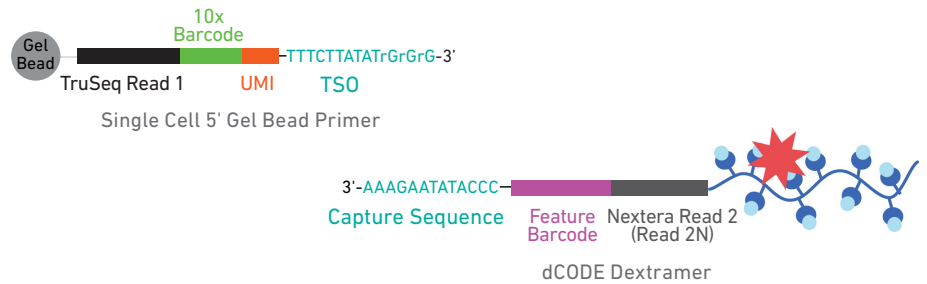 10x
Barcode
Gel
Bead
TTTCTTATATrGrGrG-3'
TruSeq Read 1
UMI
TSO
Single Cell 5' Gel Bead Primer
3'-AAAGAATATACCC
Capture Sequence
Feature
Barcode
Nextera Read 2
(Read 2N)
dCODE Dextramer